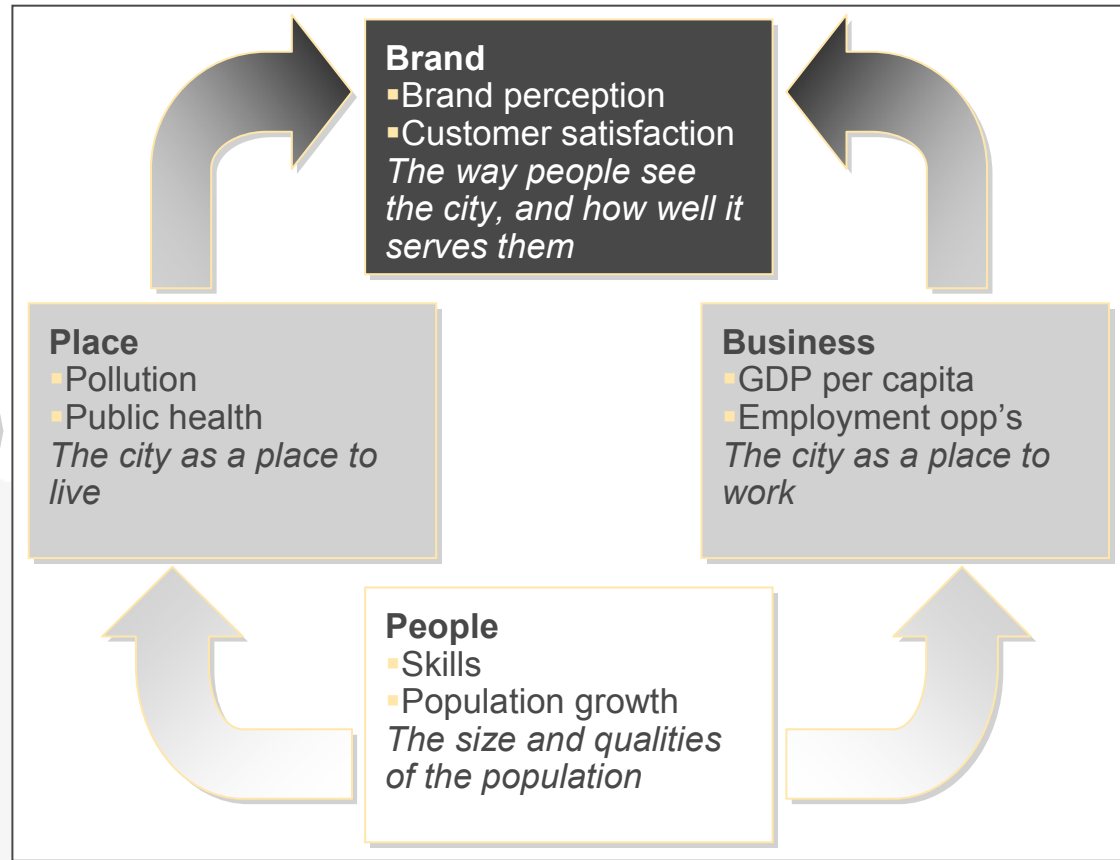 Brand
▪Brand perception
▪Customer satisfaction
The way people see
the city, and how well it
serves them
Place
▪Pollution
▪Public health
The city as a place to
live
Business
▪GDP per capita
▪Employment opp’s
The city as a place to
work
People
▪Skills
▪Population growth
The size and qualities
of the population